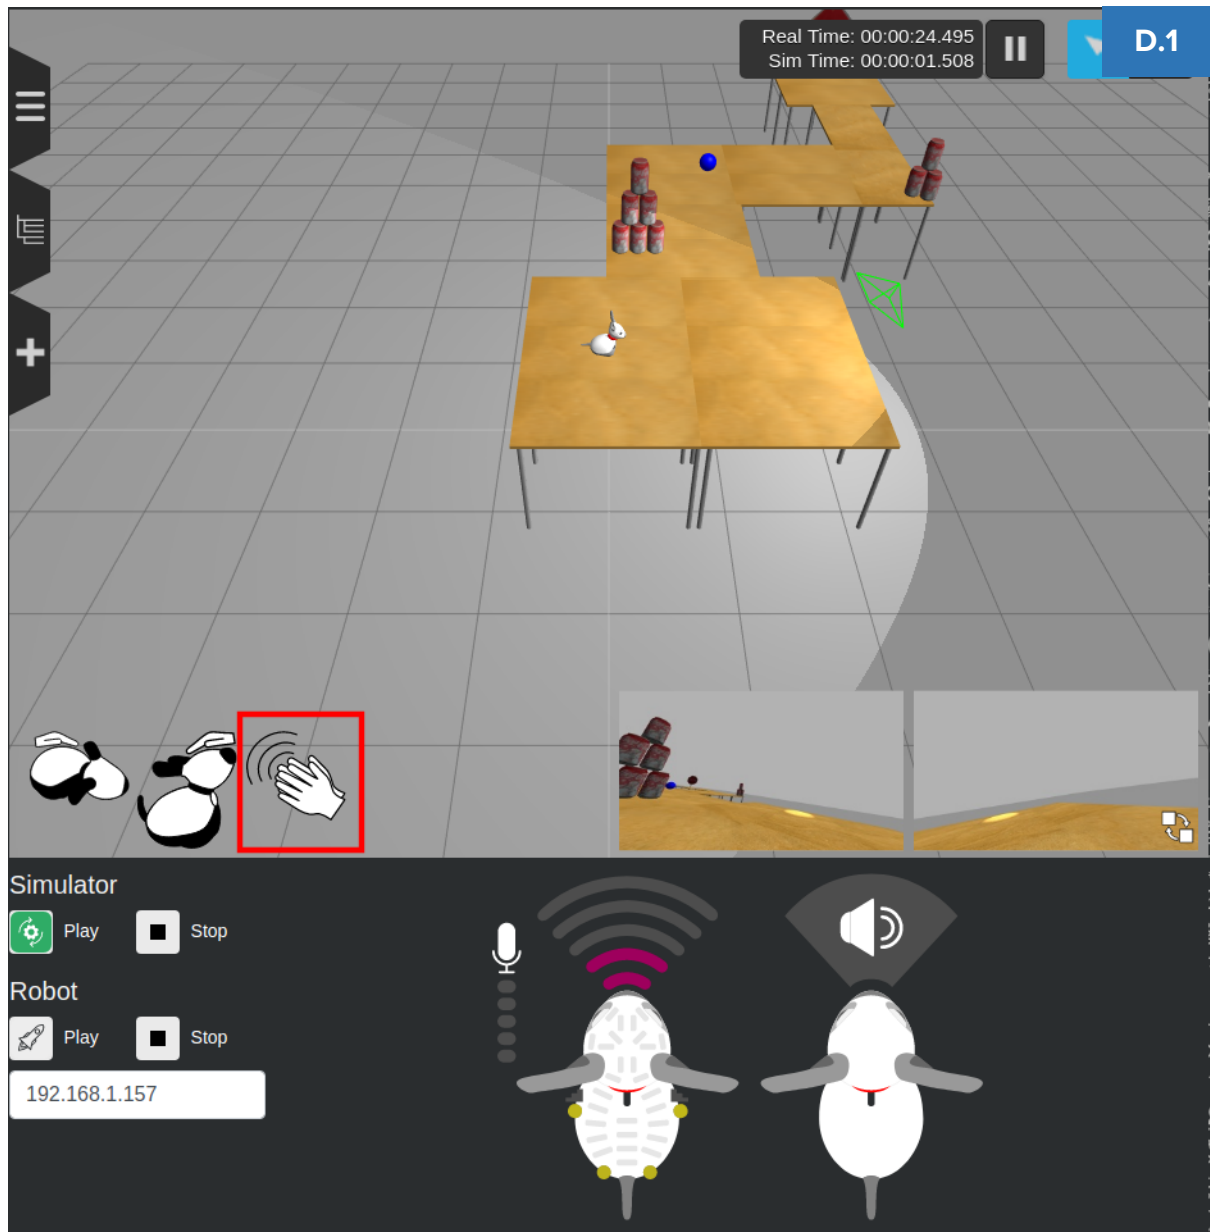 Real Time: 00:00:24.495
Sim Time: 00:00:01.508
D.1
Simulator
Play
Stop
Robot
Play
Stop
192.168.1.157